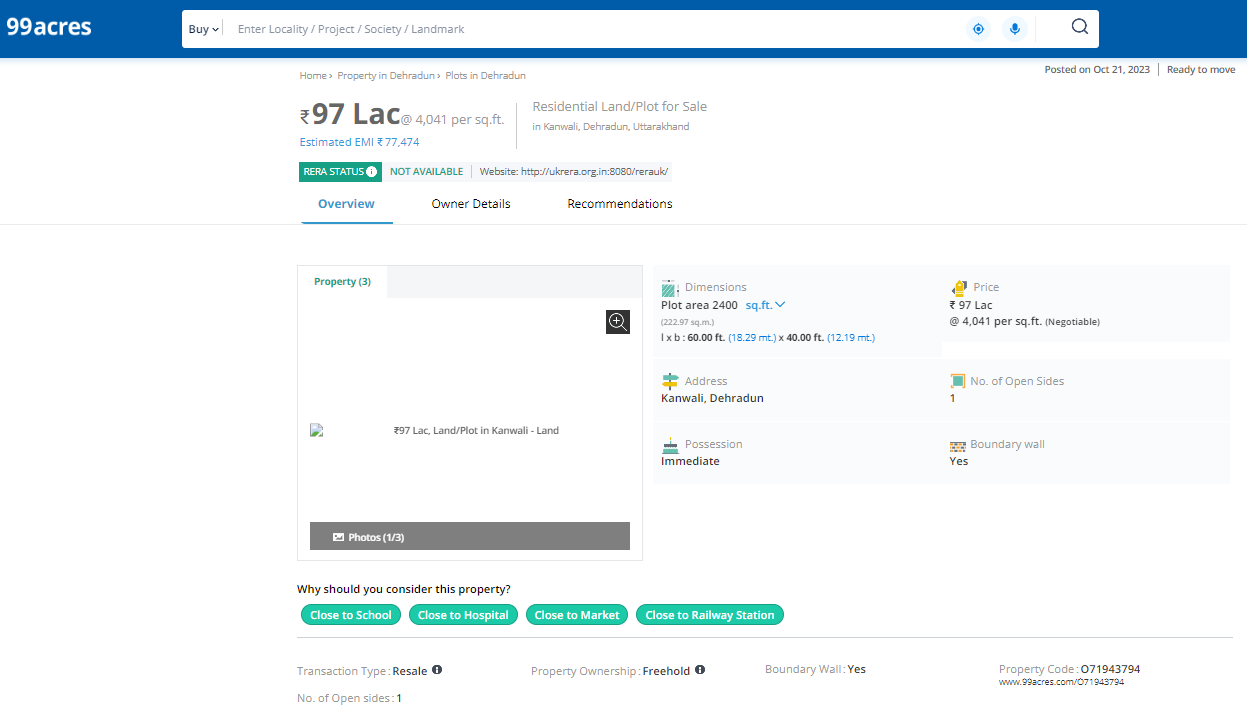 99acres
Buy
Enter Locality / Project / Society / Landmark
Home › Property in Dehradun › Plots in Dehradun
Posted on Oct 21, 2023 | Ready to move
₹97 Lac @ 4,041 per sq.ft.
Estimated EMI ₹ 77,474
Residential Land/Plot for Sale
in Kanwali, Dehradun, Uttarakhand
RERA STATUS i NOT AVAILABLE | Website: http://ukrera.org.in:8080/rerauk/
Overview Owner Details Recommendations
Property (3)
₹97 Lac, Land/Plot in Kanwali - Land
Photos (1/3)
Dimensions
Plot area 2400 sq.ft.
(222.97 sq.m.)
l x b : 60.00 ft. (18.29 mt.) x 40.00 ft. (12.19 mt.)
Price
₹ 97 Lac
@ 4,041 per sq.ft. (Negotiable)
Address
Kanwali, Dehradun
No. of Open Sides
1
Possession
Immediate
Boundary wall
Yes
Why should you consider this property?
Close to School Close to Hospital Close to Market Close to Railway Station
Transaction Type : Resale
Property Ownership : Freehold
Boundary Wall : Yes
Property Code : O71943794
www.99acres.com/O71943794
No. of Open sides : 1